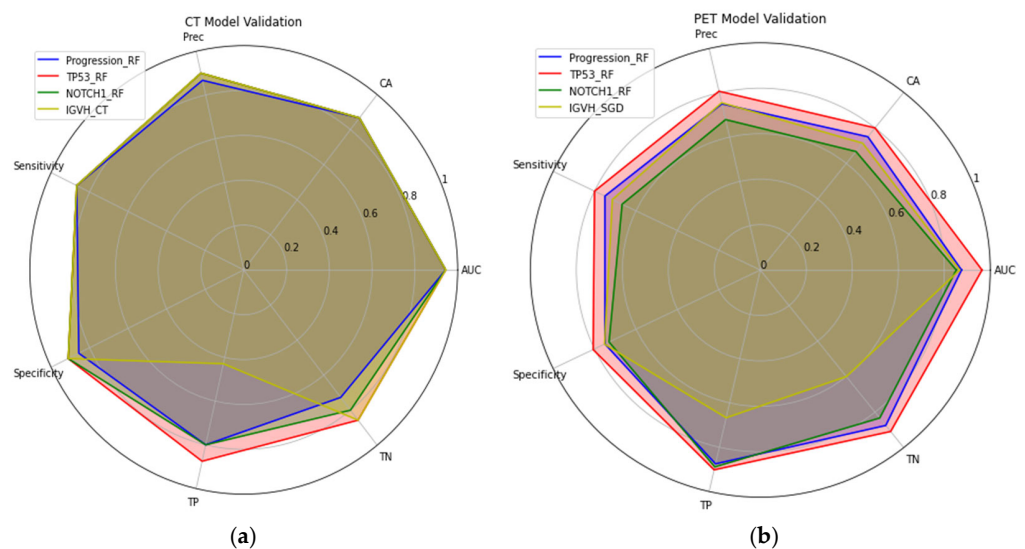 CT Model Validation
Progression_RF
TP53_RF
NOTCH1_RF
IGVH_CT
Prec
CA
Sensitivity
1
0.8
0.6
0.4
0.2
0
AUC
Specificity
TN
TP
(a)
PET Model Validation
Progression_RF
TP53_RF
NOTCH1_RF
IGVH_SGD
Prec
CA
Sensitivity
1
0.8
0.6
0.4
0.2
0
AUC
Specificity
TN
TP
(b)